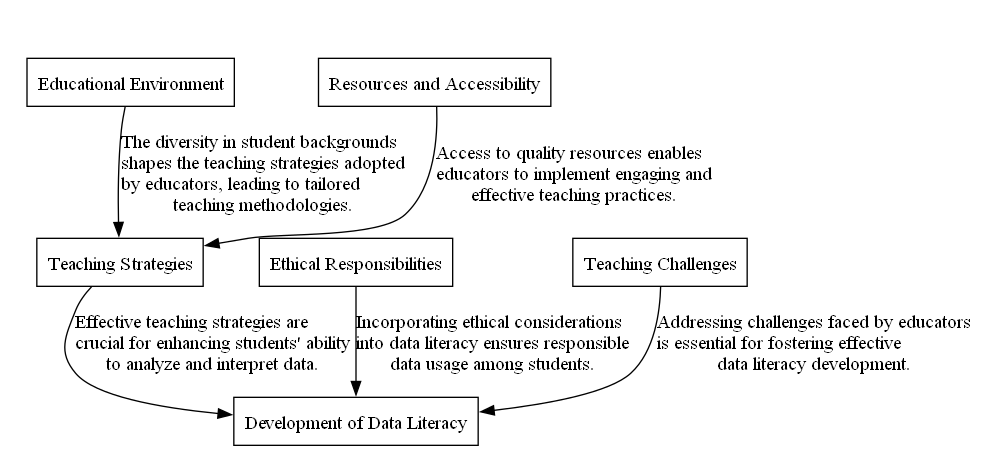 Educational Environment
Resources and Accessibility
The diversity in student backgrounds
shapes the teaching strategies adopted
by educators, leading to tailored
teaching methodologies.
Access to quality resources enables
educators to implement engaging and
effective teaching practices.
Teaching Strategies
Ethical Responsibilities
Teaching Challenges
Effective teaching strategies are
crucial for enhancing students' ability
to analyze and interpret data.
Incorporating ethical considerations
into data literacy ensures responsible
data usage among students.
Addressing challenges faced by educators
is essential for fostering effective
data literacy development.
Development of Data Literacy